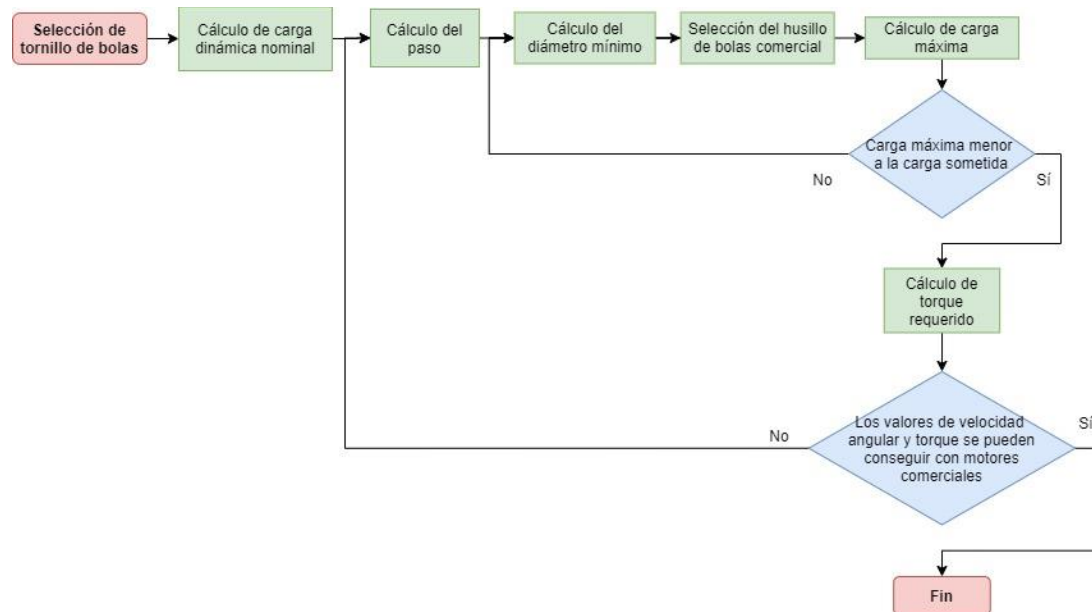 Selección de
tornillo de bolas
Cálculo de carga
dinámica nominal
Cálculo del
paso
Cálculo del
diámetro mínimo
Selección del husillo
de bolas comercial
Cálculo de carga
máxima
Carga máxima menor
a la carga sometida
No
Sí
Cálculo de
torque
requerido
Los valores de velocidad
angular y torque se pueden
conseguir con motores
comerciales
No
Sí
Fin